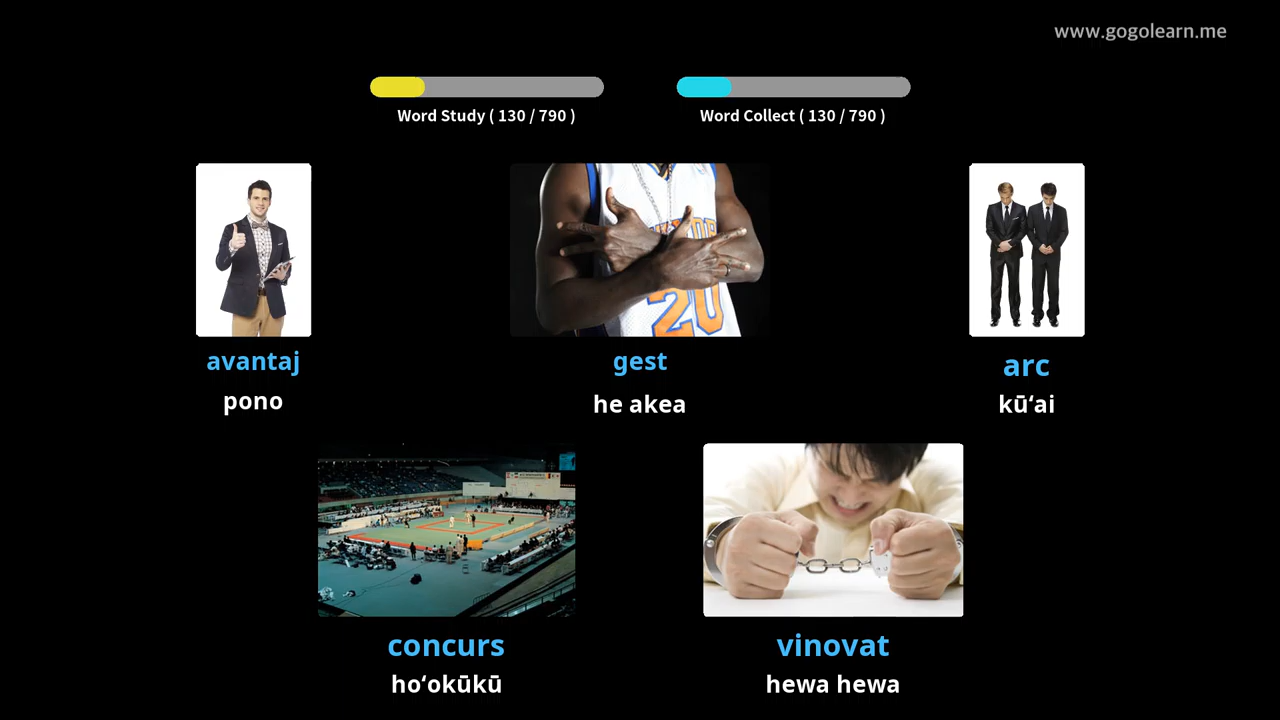 www.gogolearn.me
Word Study ( 130 / 790 )
Word Collect ( 130 / 790 )
avantaj
pono
gest
he akea
arc
kūʻai
20
concurs
hoʻokūkū
vinovat
hewa hewa